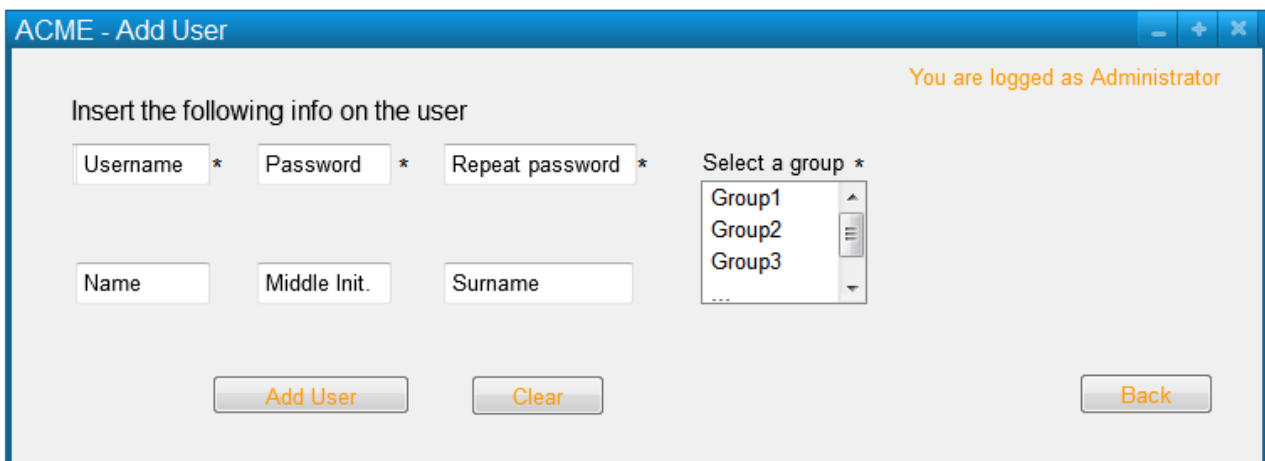 ACME - Add User
You are logged as Administrator
Insert the following info on the user
Username * Password * Repeat password *
Select a group *
Group1
Group2
Group3
...
Name Middle Init. Surname
Add User Clear Back